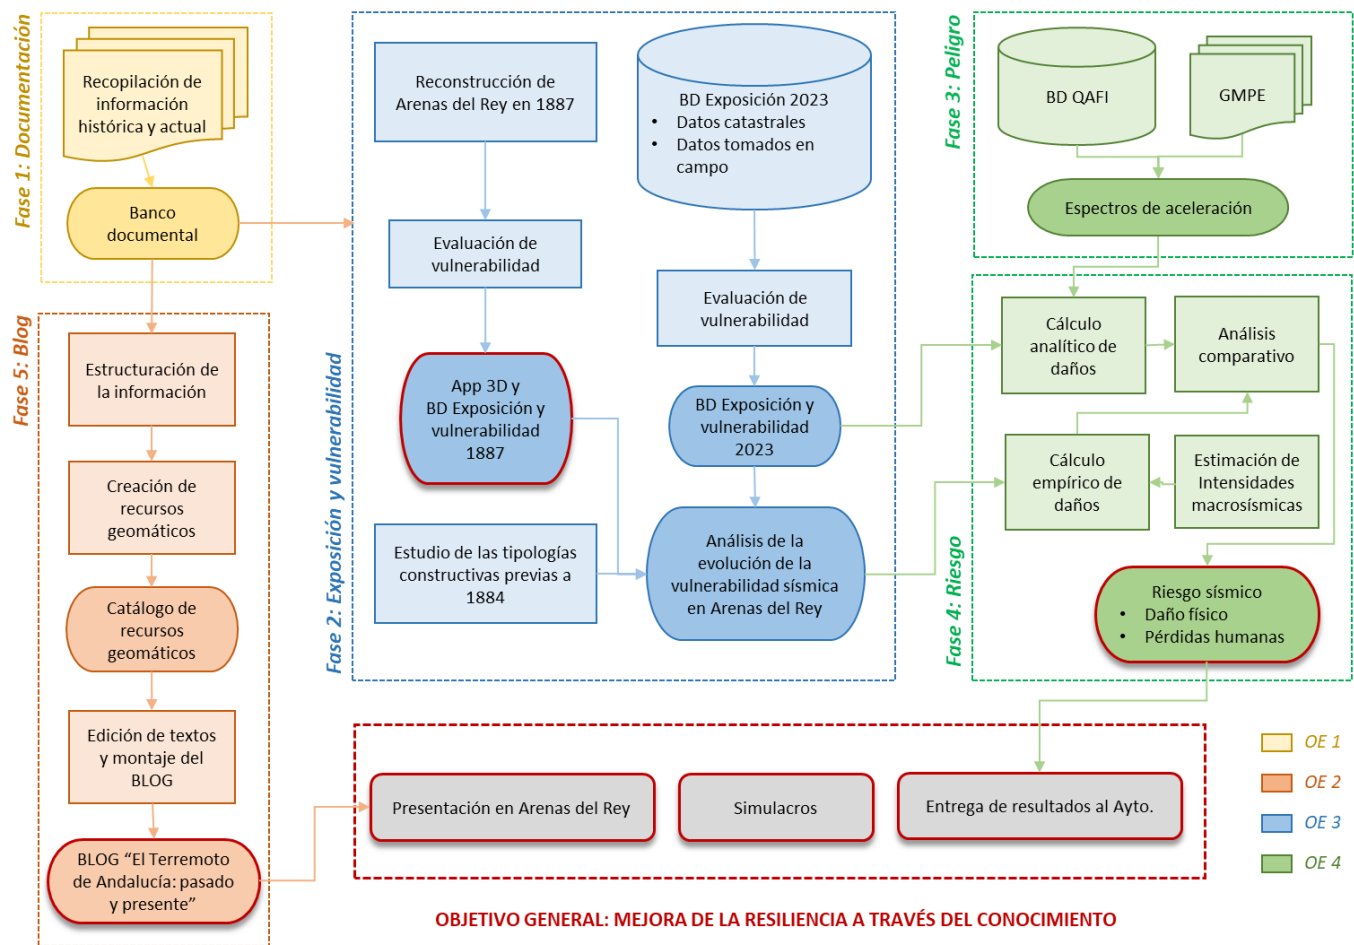 Fase 1: Documentación
Recopilación de
información
histórica y actual
Banco
documental
Fase 5: Blog
Estructuración de
la información
Creación de
recursos
geomáticos
Catálogo de
recursos
geomáticos
Edición de textos
y montaje del
BLOG
BLOG “El Terremoto
de Andalucía: pasado
y presente”
Fase 2: Exposición y vulnerabilidad
Reconstrucción de
Arenas del Rey en 1887
Evaluación de
vulnerabilidad
App 3D y
BD Exposición y
vulnerabilidad
1887
Estudio de las tipologías
constructivas previas a
1884
BD Exposición 2023
• Datos catastrales
• Datos tomados en
campo
Evaluación de
vulnerabilidad
BD Exposición y
vulnerabilidad
2023
Análisis de la
evolución de la
vulnerabilidad sísmica
en Arenas del Rey
Fase 3: Peligro
BD QAFI
GMPE
Espectros de aceleración
Fase 4: Riesgo
Cálculo
analítico de
daños
Análisis
comparativo
Cálculo
empírico de
daños
Estimación de
Intensidades
macrosísmicas
Riesgo sísmico
• Daño físico
• Pérdidas humanas
Presentación en Arenas del Rey
Simulacros
Entrega de resultados al Ayto.
OE 1
OE 2
OE 3
OE 4
OBJETIVO GENERAL: MEJORA DE LA RESILIENCIA A TRAVÉS DEL CONOCIMIENTO